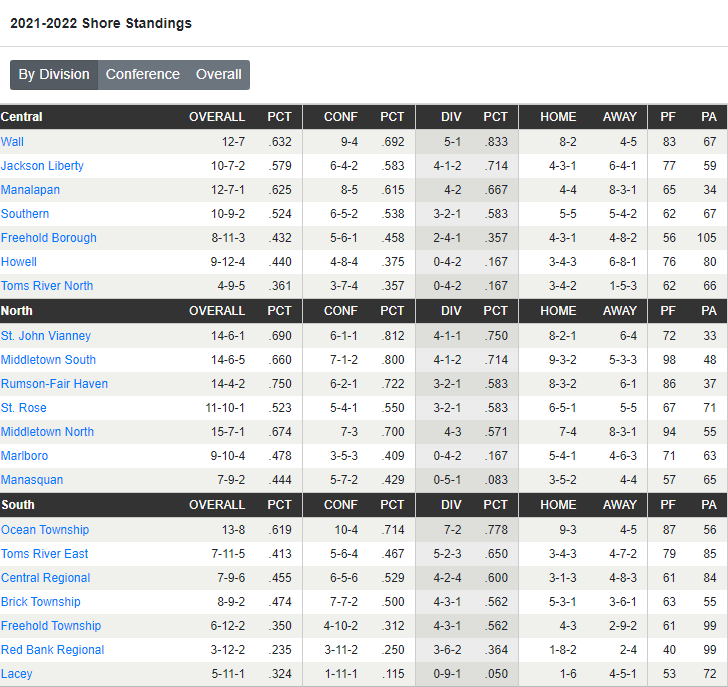 2021-2022 Shore Standings
By Division Conference Overall
Central OVERALL PCT CONF PCT DIV PCT HOME AWAY PF PA
Wall 12-7 .632 9-4 .692 5-1 .833 8-2 4-5 83 67
Jackson Liberty 10-7-2 .579 6-4-2 .583 4-1-2 .714 4-3-1 6-4-1 77 59
Manalapan 12-7-1 .625 8-5 .615 4-2 .667 4-4 8-3-1 65 34
Southern 10-9-2 .524 6-5-2 .538 3-2-1 .583 5-5 5-4-2 62 67
Freehold Borough 8-11-3 .432 5-6-1 .458 2-4-1 .357 4-3-1 4-8-2 56 105
Howell 9-12-4 .440 4-8-4 .375 0-4-2 .167 3-4-3 6-8-1 76 80
Toms River North 4-9-5 .361 3-7-4 .357 0-4-2 .167 3-4-2 1-5-3 62 66
North OVERALL PCT CONF PCT DIV PCT HOME AWAY PF PA
St. John Vianney 14-6-1 .690 6-1-1 .812 4-1-1 .750 8-2-1 6-4 72 33
Middletown South 14-6-5 .660 7-1-2 .800 4-1-2 .714 9-3-2 5-3-3 98 48
Rumson-Fair Haven 14-4-2 .750 6-2-1 .722 3-2-1 .583 8-3-2 6-1 86 37
St. Rose 11-10-1 .523 5-4-1 .550 3-2-1 .583 6-5-1 5-5 67 71
Middletown North 15-7-1 .674 7-3 .700 4-3 .571 7-4 8-3-1 94 55
Marlboro 9-10-4 .478 3-5-3 .409 0-4-2 .167 5-4-1 4-6-3 71 63
Manasquan 7-9-2 .444 5-7-2 .429 0-5-1 .083 3-5-2 4-4 57 65
South OVERALL PCT CONF PCT DIV PCT HOME AWAY PF PA
Ocean Township 13-8 .619 10-4 .714 7-2 .778 9-3 4-5 87 56
Toms River East 7-11-5 .413 5-6-4 .467 5-2-3 .650 3-4-3 4-7-2 79 85
Central Regional 7-9-6 .455 6-5-6 .529 4-2-4 .600 3-1-3 4-8-3 61 84
Brick Township 8-9-2 .474 7-7-2 .500 4-3-1 .562 5-3-1 3-6-1 63 55
Freehold Township 6-12-2 .350 4-10-2 .312 4-3-1 .562 4-3 2-9-2 61 99
Red Bank Regional 3-12-2 .235 3-11-2 .250 3-6-2 .364 1-8-2 2-4 40 99
Lacey 5-11-1 .324 1-11-1 .115 0-9-1 .050 1-6 4-5-1 53 72